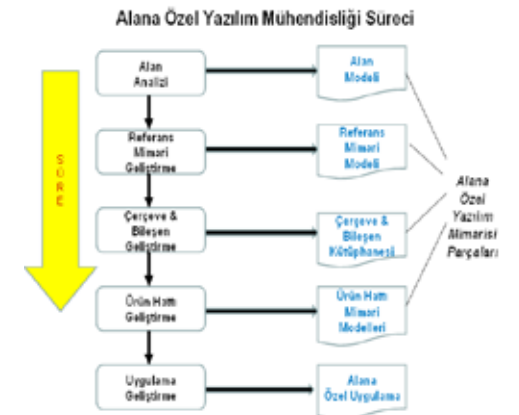 Alana Özel Yazılım Mühendisliği Süreci
SÜRE
Alan
Analizi
Alan
Modeli
Referans
Mimari
Geliştirme
Referans
Mimari
Modeli
Çerçeve &
Bileşen
Geliştirme
Çerçeve &
Bileşen
Kütüphanesi
Ürün Hattı
Geliştirme
Ürün Hattı
Mimari
Modelleri
Uygulama
Geliştirme
Alana
Özel Uygulama
Alana
Özel
Yazılım
Mimarisi
Parçaları